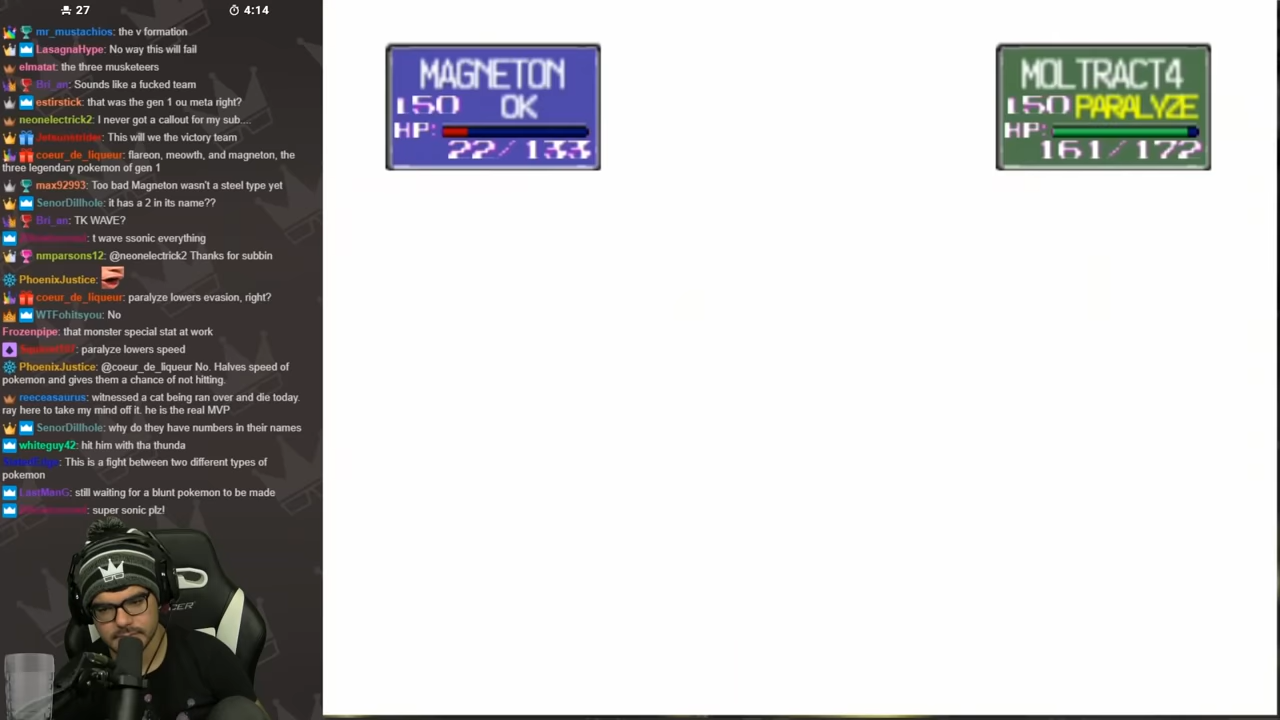 27
4:14
mr_mustachios: the v formation
LasagnaHype: No way this will fail
elmatat: the three musketeers
Bri_an: Sounds like a fucked team
estirstick: that was the gen 1 ou meta right?
neonelectrick2: I never got a callout for my sub....
: This will we the victory team
coeur_de_liqueur: flareon, meowth, and magneton, the
three legendary pokemon of gen 1
max92993: Too bad Magneton wasn't a steel type yet
SenorDillhole: it has a 2 in its name??
Bri_an: TK WAVE?
: t wave ssonic everything
nmparsons12: @neonelectrick2 Thanks for subbin
PhoenixJustice:
coeur_de_liqueur: paralyze lowers evasion, right?
WTFohitsyou: No
Frozenpipe: that monster special stat at work
: paralyze lowers speed
PhoenixJustice: @coeur_de_liqueur No. Halves speed of
pokemon and gives them a chance of not hitting.
reeceasaurus: witnessed a cat being ran over and die today.
ray here to take my mind off it. he is the real MVP
SenorDillhole: why do they have numbers in their names
whiteguy42: hit him with tha thunda
: This is a fight between two different types of
pokemon
LastManG: still waiting for a blunt pokemon to be made
: super sonic plz!
MAGNETON
L50 OK
HP:
22/133
MOLTRACT4
L50 PARALYZE
HP:
161/172